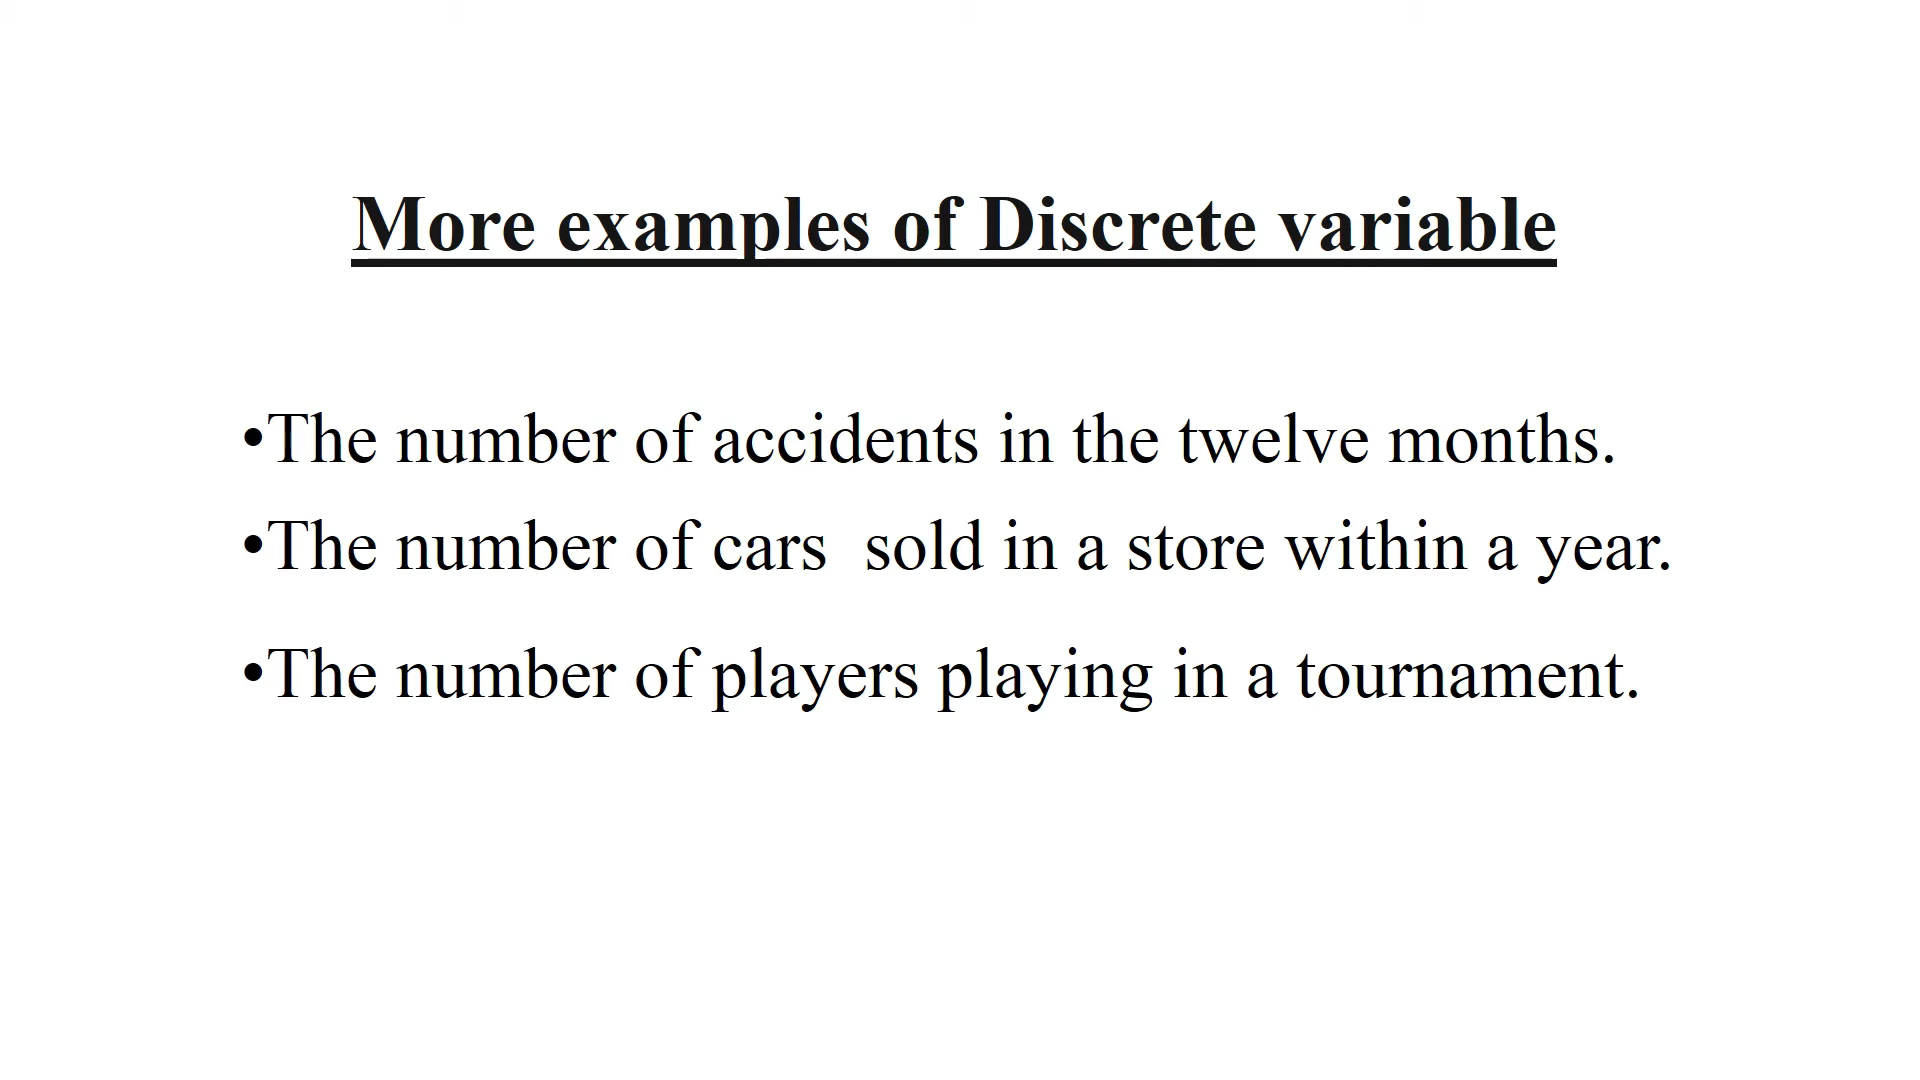 More examples of Discrete variable
•The number of accidents in the twelve months.
•The number of cars  sold in a store within a year.
•The number of players playing in a tournament.